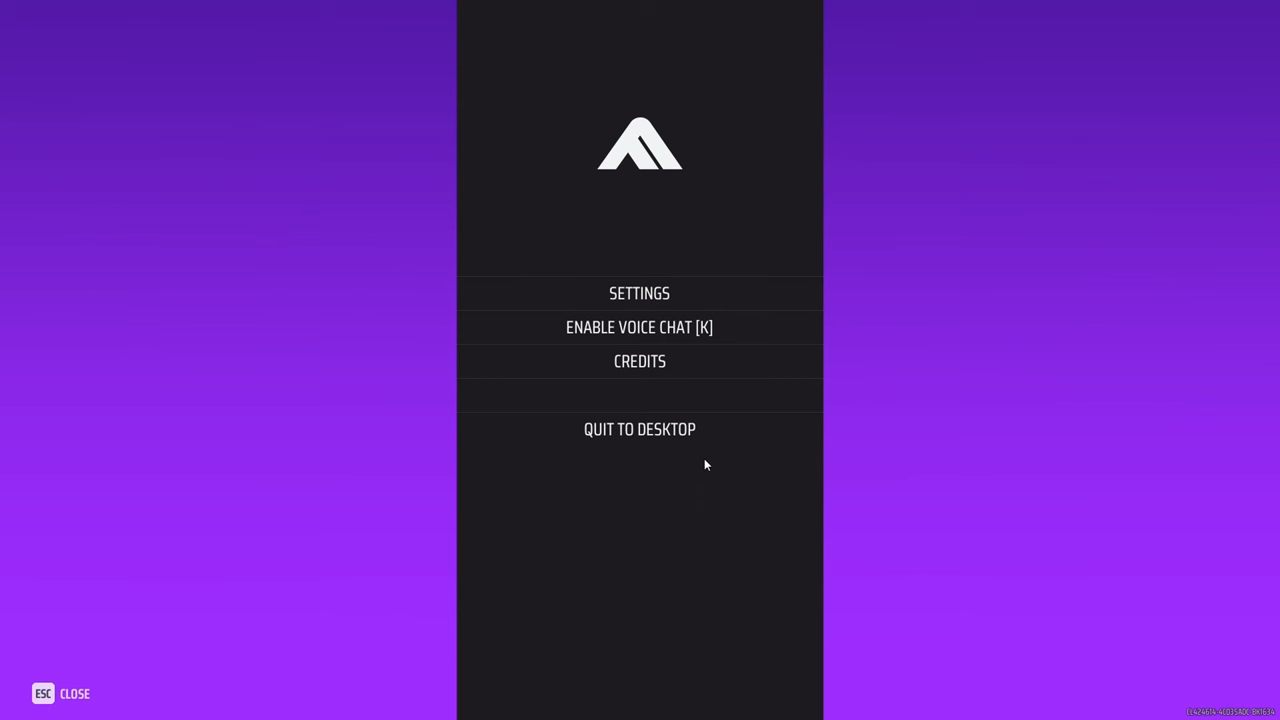 SETTINGS
ENABLE VOICE CHAT [K]
CREDITS
QUIT TO DESKTOP
ESC CLOSE